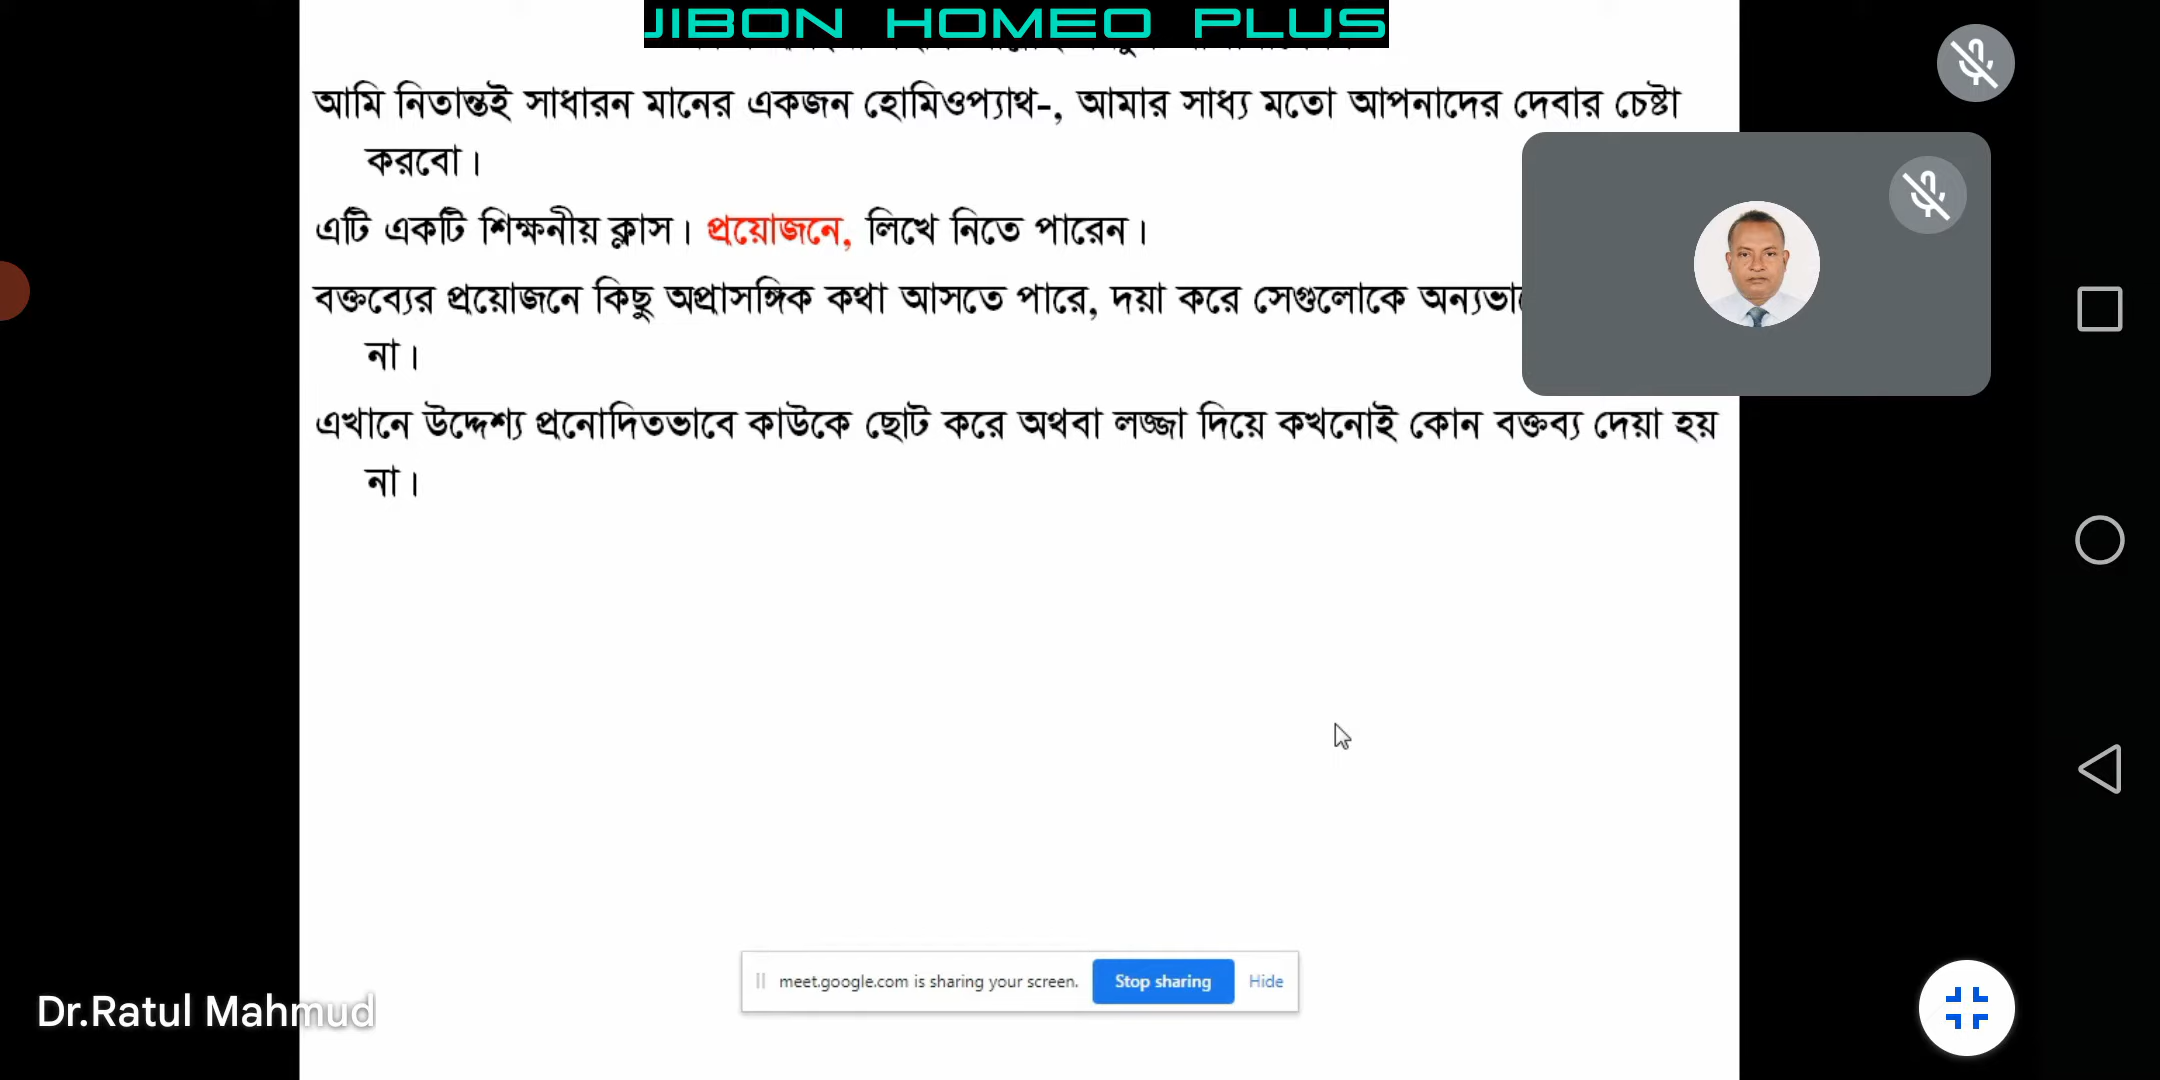 JIBON HOMEO PLUS
আমি নিতান্তই সাধারন মানের একজন হোমিওপ্যাথ-, আমার সাধ্য মতো আপনাদের দেবার চেষ্টা
করবো।
এটি একটি শিক্ষনীয় ক্লাস। প্রয়োজনে, লিখে নিতে পারেন।
বক্তব্যের প্রয়োজনে কিছু অপ্রাসঙ্গিক কথা আসতে পারে, দয়া করে সেগুলোকে
না।
এখানে উদ্দেশ্য প্রনোদিতভাবে কাউকে ছোট করে অথবা লজ্জা দিয়ে কখনোই কোন বক্তব্য দেয়া হয়
না।
meet.google.com is sharing your screen. Stop sharing Hide
Dr.Ratul Mahmud